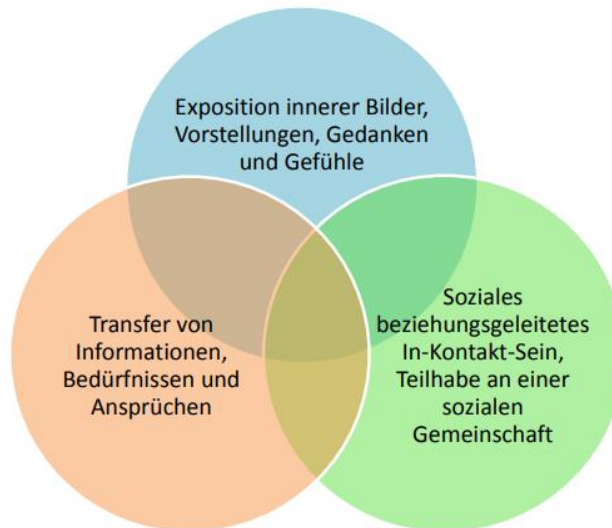 Exposition innerer Bilder,
Vorstellungen, Gedanken
und Gefühle
Transfer von
Informationen,
Bedürfnissen und
Ansprüchen
Soziales
beziehungsgeleitetes
In-Kontakt-Sein,
Teilhabe an einer
sozialen
Gemeinschaft